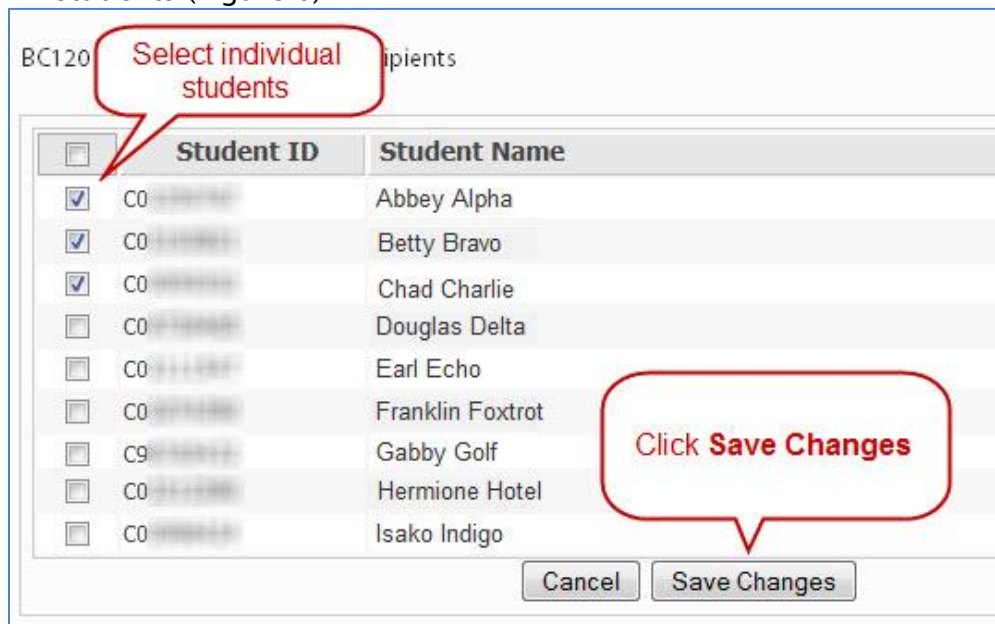 BC120 Select individual students ipients
Student ID Student Name
C0 Abbey Alpha
C0 Betty Bravo
C0 Chad Charlie
C0 Douglas Delta
C0 Earl Echo
C0 Franklin Foxtrot
C9 Gabby Golf
C0 Hermione Hotel
C0 Isako Indigo
Click Save Changes
Cancel Save Changes